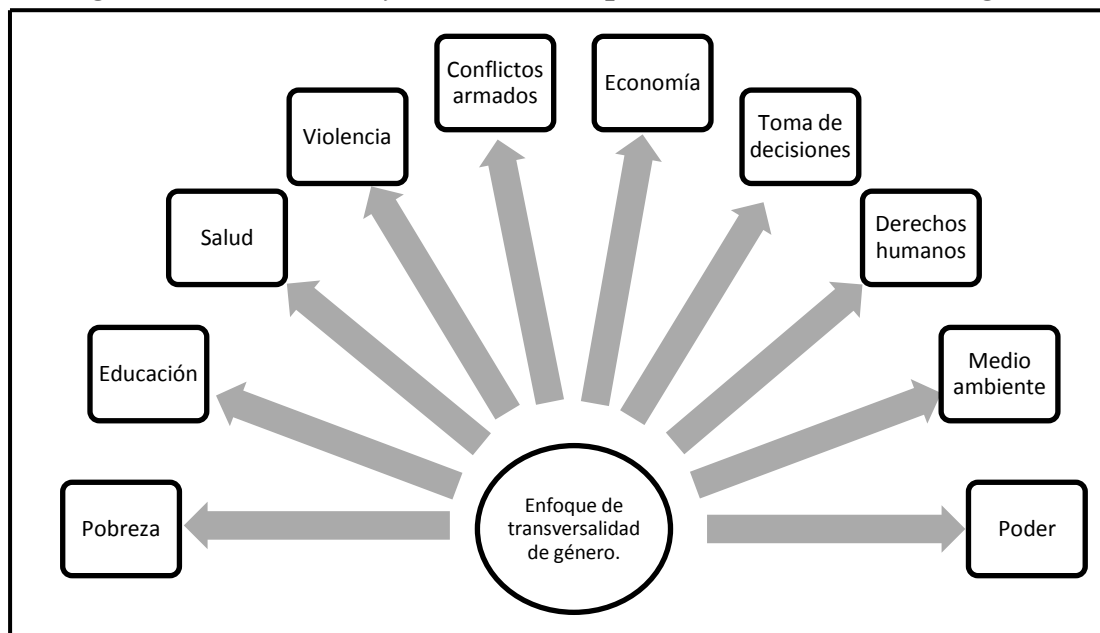 Conflictos
armados
Economía
Violencia
Toma de
decisiones
Salud
Derechos
humanos
Educación
Medio
ambiente
Pobreza
Enfoque de
transversalidad
de género.
Poder